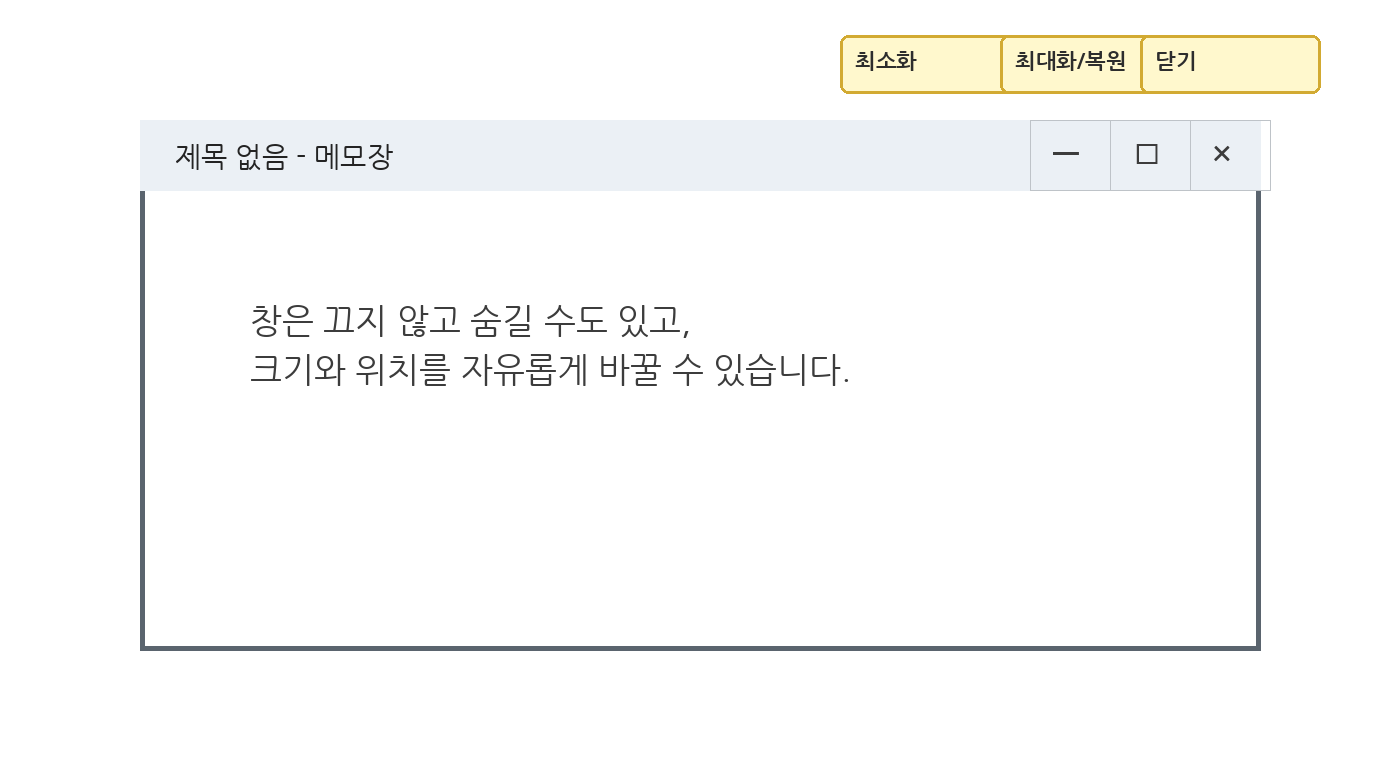 최소화 최대화/복원 닫기
제목 없음 - 메모장
창은 끄지 않고 숨길 수도 있고,
크기와 위치를 자유롭게 바꿀 수 있습니다.